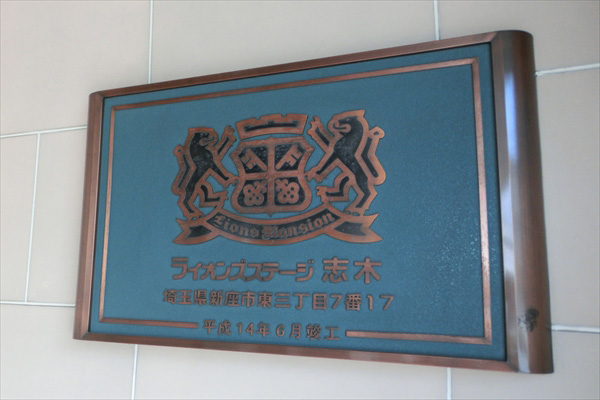 Lions Mansion
ライオンズステージ 志木
埼玉県新座市東三丁目7番17
平成14年6月竣工